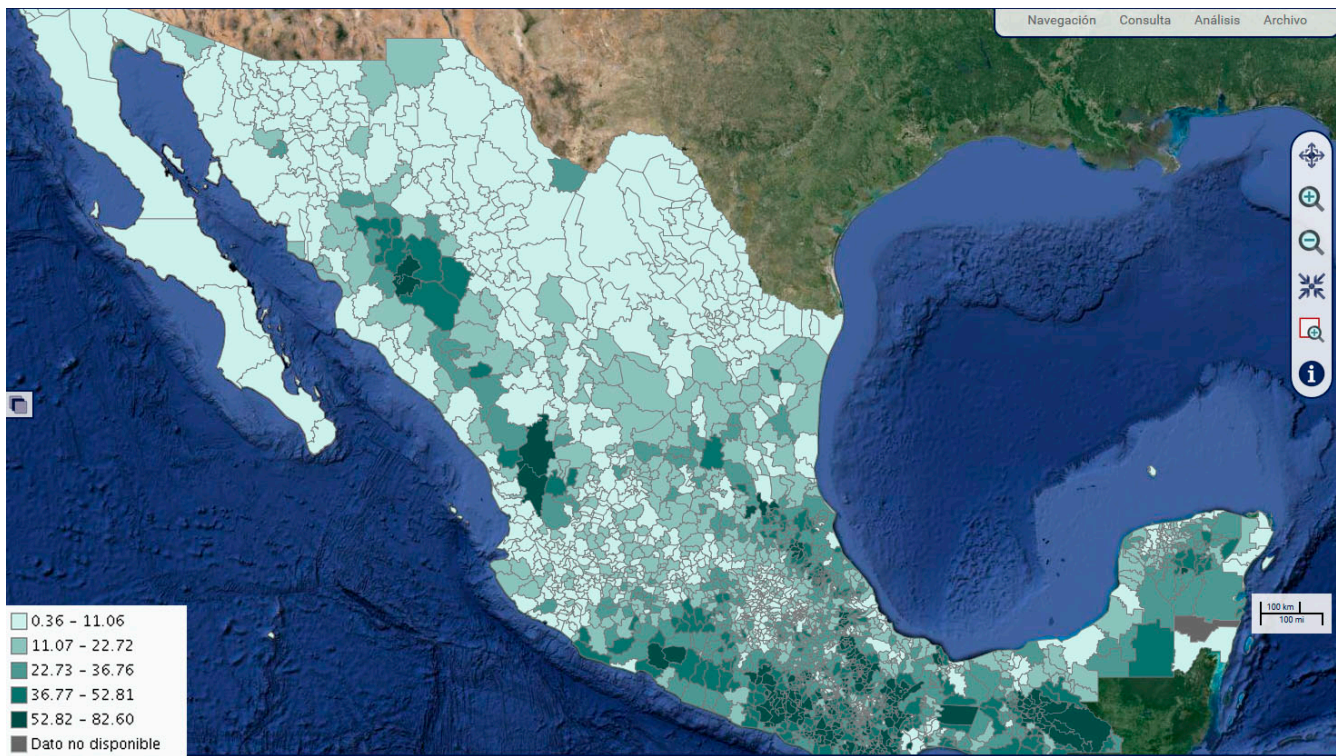 Navegación Consulta Análisis Archivo
100 km
100 mi
0.36 – 11.06
11.07 – 22.72
22.73 – 36.76
36.77 – 52.81
52.82 – 82.60
Dato no disponible